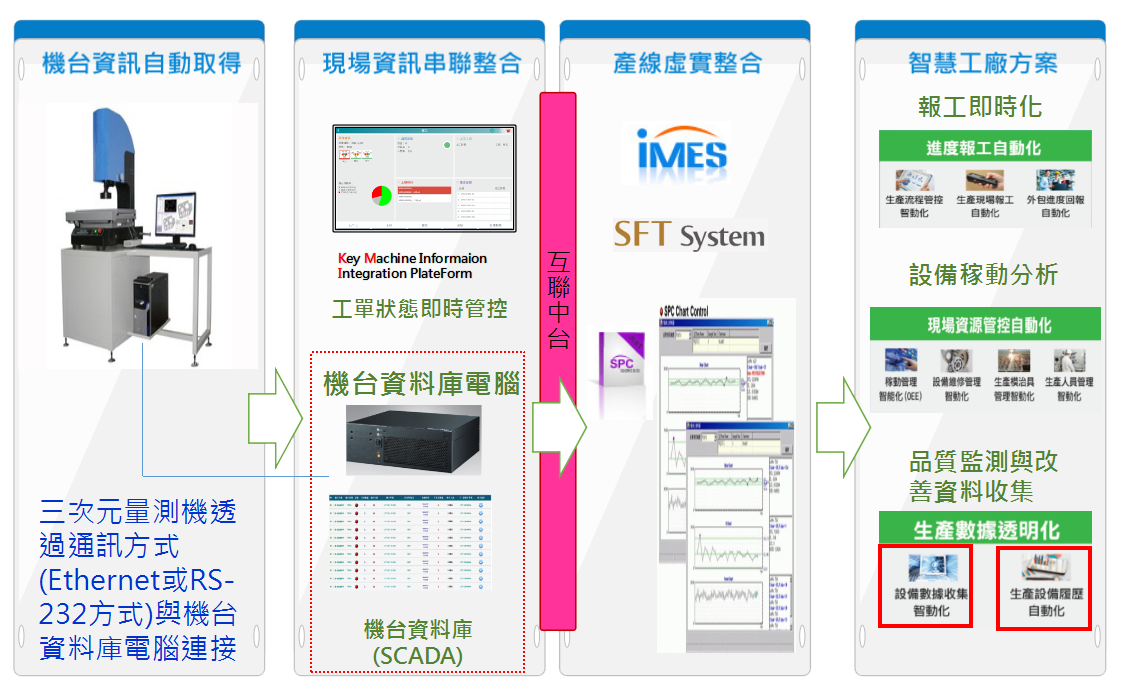 機台資訊自動取得
三次元量測機透
過通訊方式
(Ethernet或RS-
232方式)與機台
資料庫電腦連接
現場資訊串聯整合
Key Machine Informaion
Integration PlateForm
工單狀態即時管控
機台資料庫電腦
機台資料庫
(SCADA)
互聯中台
產線虛實整合
iMES
SFT System
SPC
SPC Chart Control
智慧工廠方案
報工即時化
進度報工自動化
生產流程管控
智動化
生產現場報工
自動化
外包進度回報
自動化
設備稼動分析
現場資源管控自動化
稼動管理
智能化(OEE)
設備維修管理
智動化
生產模治具
管理智動化
生產人員管理
智動化
品質監測與改
善資料收集
生產數據透明化
設備數據收集
智動化
生產設備履歷
自動化